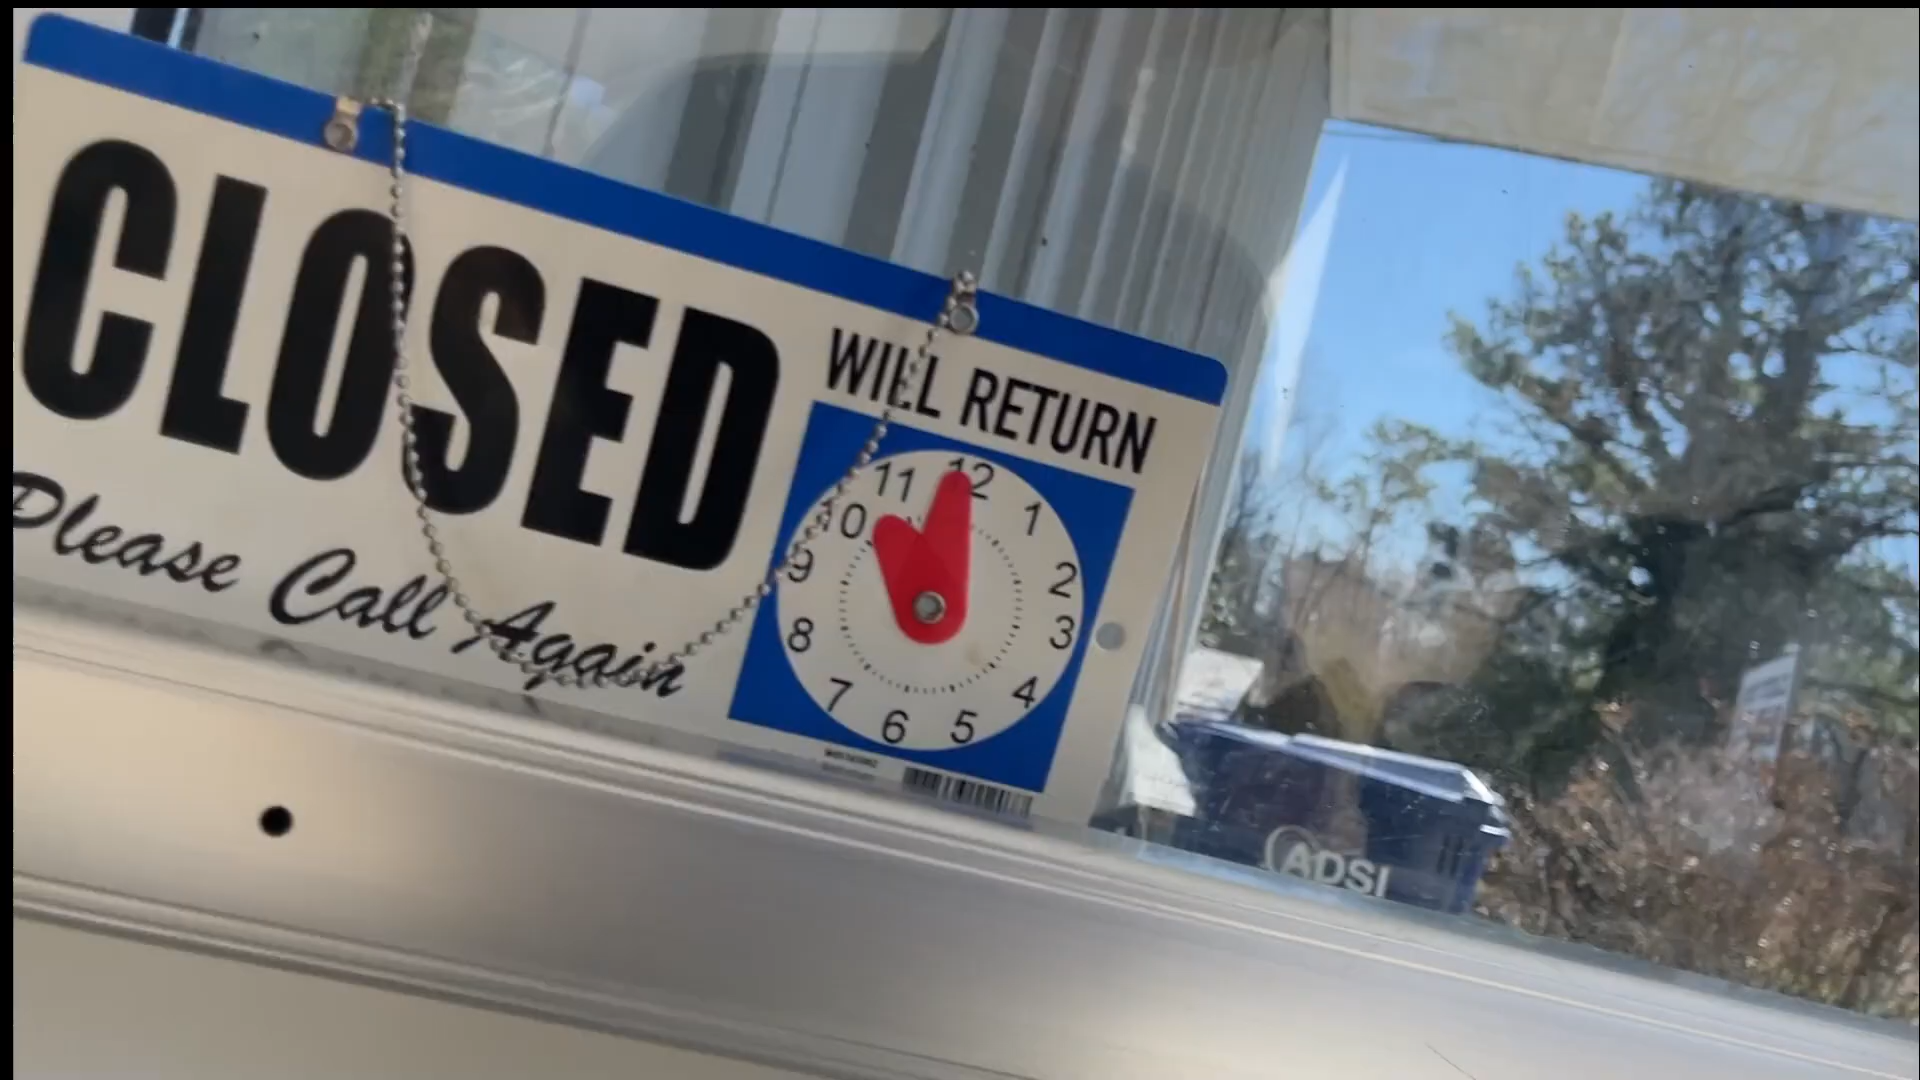 CLOSED
Please Call Again
WILL RETURN
11 12 1
10 2
9 3
8 4
7 6 5
ADSI